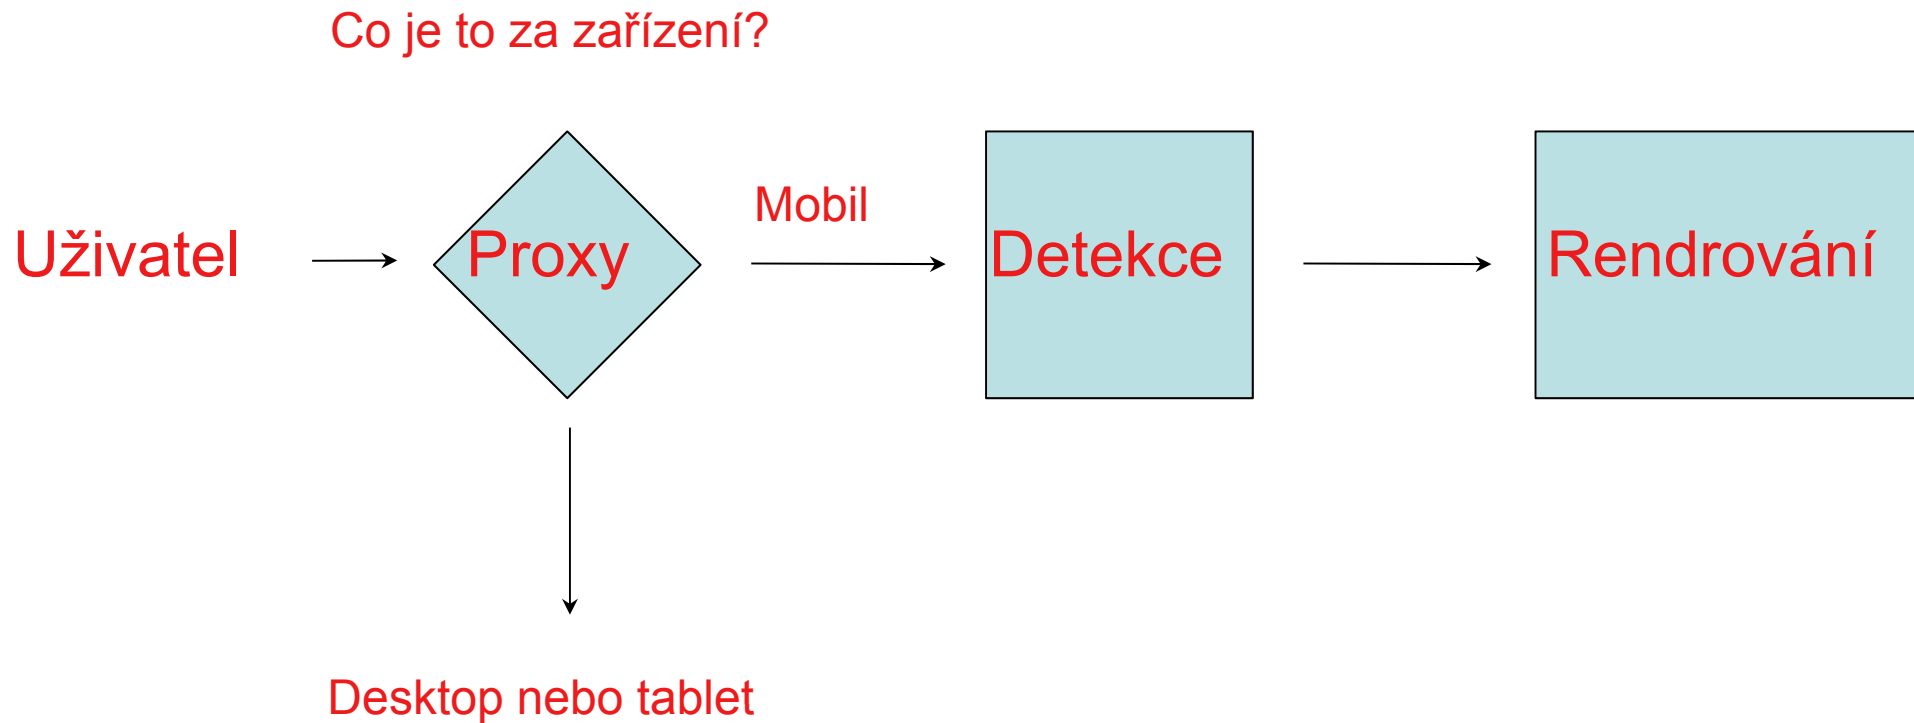 Co je to za zařízení?
Mobil
Uživatel
Proxy
Detekce
Rendrování
Desktop nebo tablet